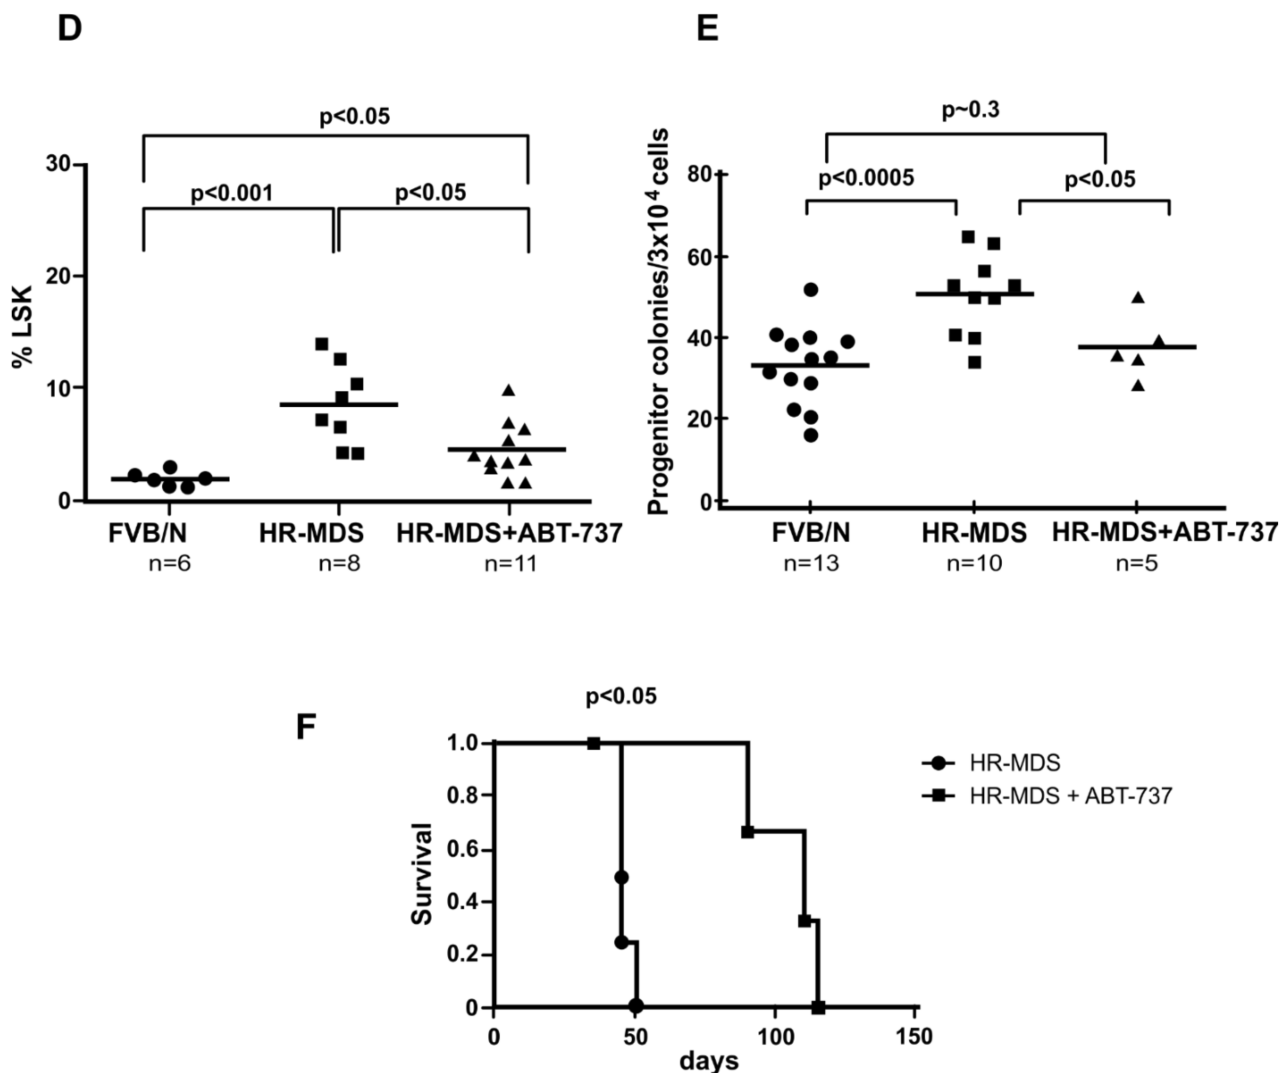 D
p<0.05
p<0.001
p<0.05
30
20
10
0
% LSK
FVB/N
HR-MDS
HR-MDS+ABT-737
n=6
n=8
n=11
E
p~0.3
p<0.0005
p<0.05
80
60
40
20
0
Progenitor colonies/3x10⁴ cells
FVB/N
HR-MDS
HR-MDS+ABT-737
n=13
n=10
n=5
F
p<0.05
1.0
0.8
0.6
0.4
0.2
0
Survival
0
50
100
150
days
HR-MDS
HR-MDS + ABT-737